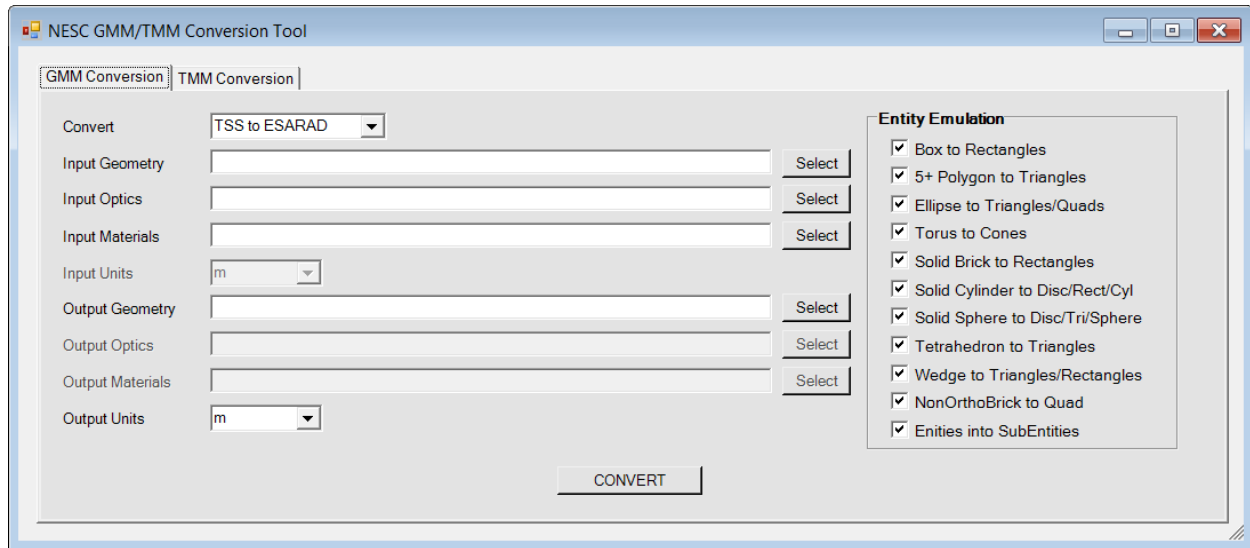 NESC GMM/TMM Conversion Tool
GMM Conversion TMM Conversion
Convert TSS to ESARAD
Input Geometry Select
Input Optics Select
Input Materials Select
Input Units m
Output Geometry Select
Output Optics Select
Output Materials Select
Output Units m
Entity Emulation
Box to Rectangles
5+ Polygon to Triangles
Ellipse to Triangles/Quads
Torus to Cones
Solid Brick to Rectangles
Solid Cylinder to Disc/Rect/Cyl
Solid Sphere to Disc/Tri/Sphere
Tetrahedron to Triangles
Wedge to Triangles/Rectangles
NonOrthoBrick to Quad
Enities into SubEntities
CONVERT